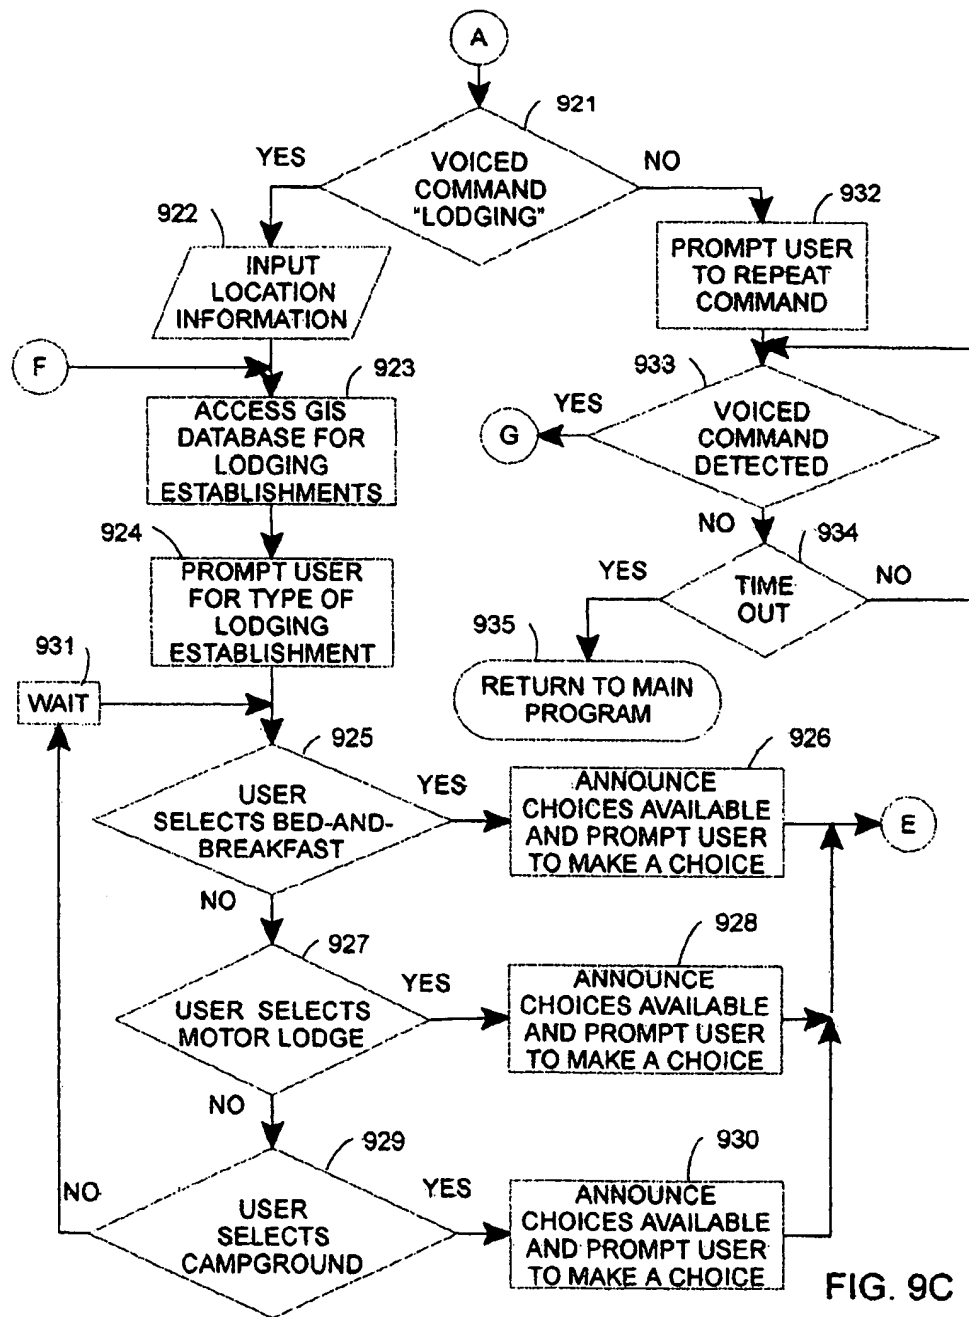 A
921
YES
VOICED
COMMAND
"LODGING"
NO
922
INPUT
LOCATION
INFORMATION
932
PROMPT USER
TO REPEAT
COMMAND
F
923
ACCESS GIS
DATABASE FOR
LODGING
ESTABLISHMENTS
933
YES
G
VOICED
COMMAND
DETECTED
NO
924
PROMPT USER
FOR TYPE OF
LODGING
ESTABLISHMENT
934
YES
TIME
OUT
NO
935
RETURN TO MAIN
PROGRAM
931
WAIT
925
USER
SELECTS BED-AND-
BREAKFAST
YES
NO
926
ANNOUNCE
CHOICES AVAILABLE
AND PROMPT USER
TO MAKE A CHOICE
E
927
USER SELECTS
MOTOR LODGE
YES
NO
928
ANNOUNCE
CHOICES AVAILABLE
AND PROMPT USER
TO MAKE A CHOICE
929
NO
USER
SELECTS
CAMPGROUND
YES
930
ANNOUNCE
CHOICES AVAILABLE
AND PROMPT USER
TO MAKE A CHOICE
FIG. 9C